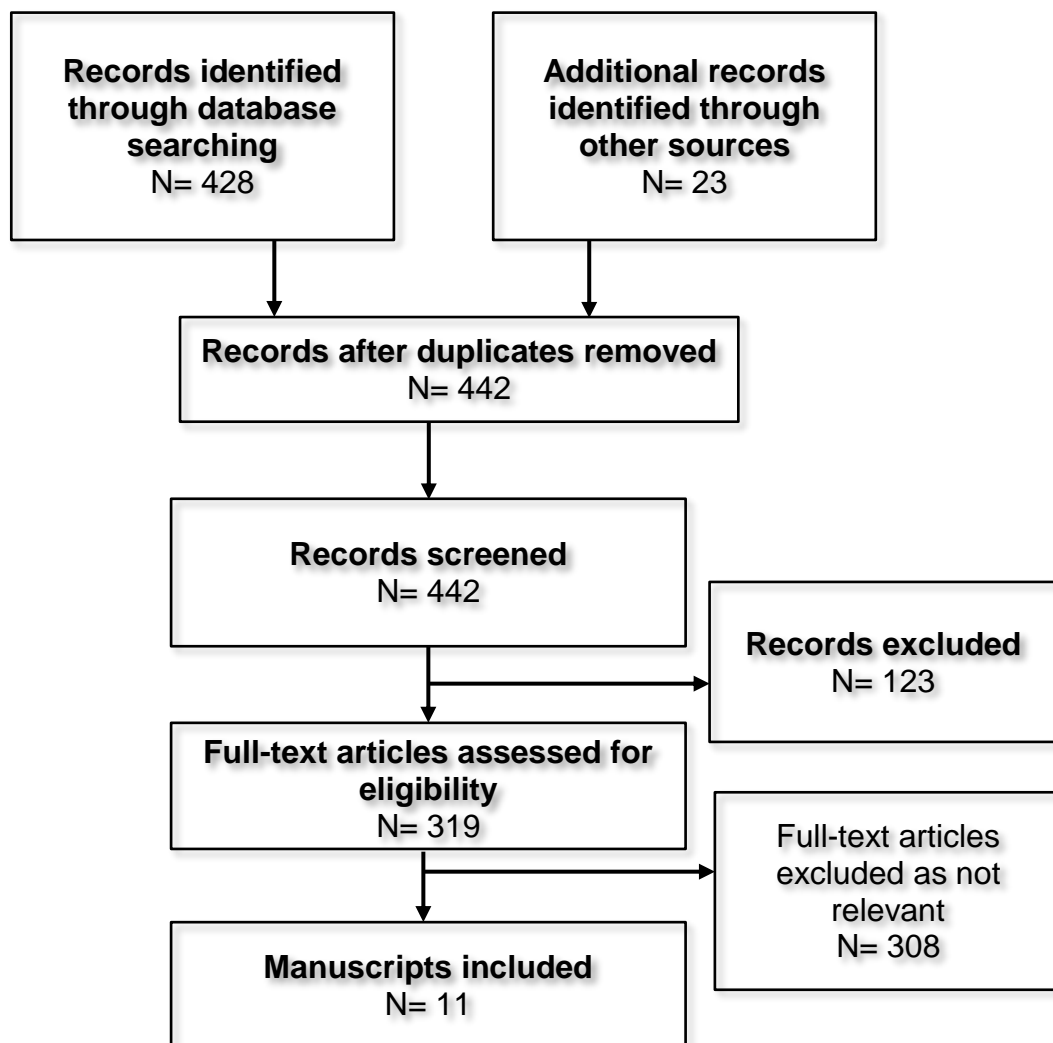 Records identified
through database
searching
N= 428
Additional records
identified through
other sources
N= 23
Records after duplicates removed
N= 442
Records screened
N= 442
Records excluded
N= 123
Full-text articles assessed for
eligibility
N= 319
Full-text articles
excluded as not
relevant
N= 308
Manuscripts included
N= 11